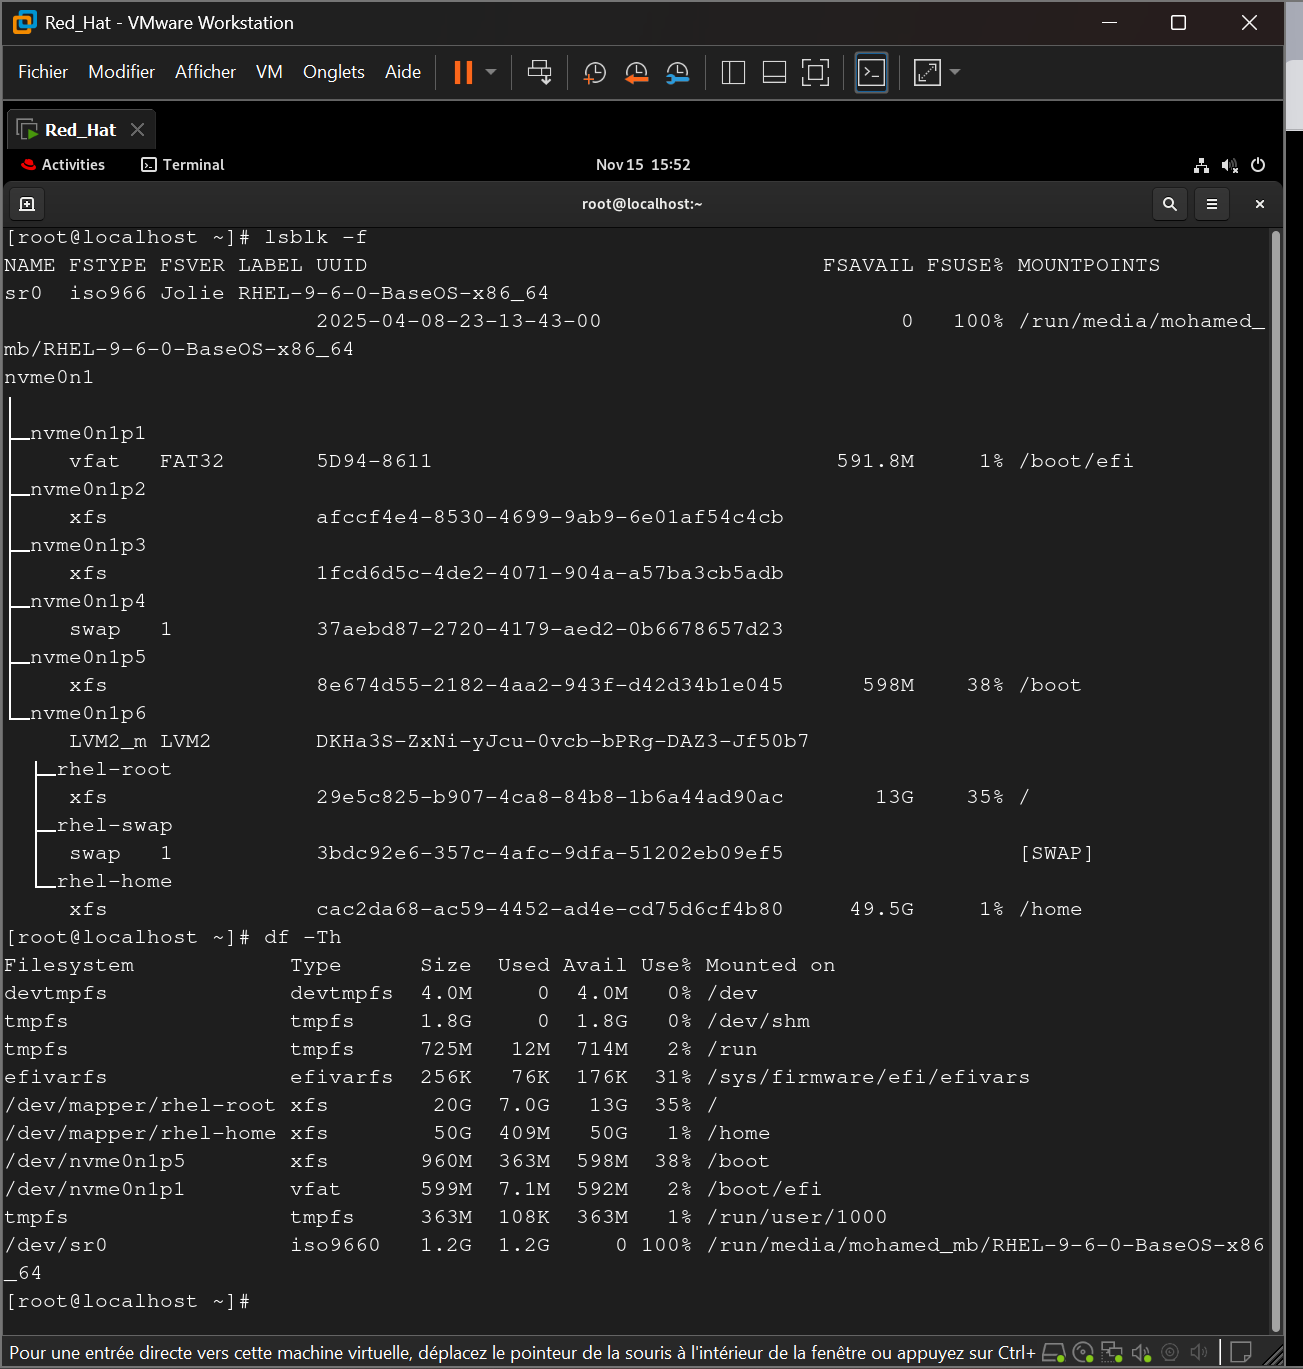 Red_Hat - VMware Workstation
Fichier Modifier Afficher VM Onglets Aide
Red_Hat
Activities Terminal Nov 15 15:52
root@localhost:~
[root@localhost ~]# lsblk -f
NAME FSTYPE FSVER LABEL UUID FSAVAIL FSUSE% MOUNTPOINTS
sr0 iso966 Jolie RHEL-9-6-0-BaseOS-x86_64
2025-04-08-23-13-43-00 0 100% /run/media/mohamed_
mb/RHEL-9-6-0-BaseOS-x86_64
nvme0n1
nvme0n1p1
vfat FAT32 5D94-8611 591.8M 1% /boot/efi
nvme0n1p2
xfs afccf4e4-8530-4699-9ab9-6e01af54c4cb
nvme0n1p3
xfs 1fcd6d5c-4de2-4071-904a-a57ba3cb5adb
nvme0n1p4
swap 1 37aebd87-2720-4179-aed2-0b6678657d23
nvme0n1p5
xfs 8e674d55-2182-4aa2-943f-d42d34b1e045 598M 38% /boot
nvme0n1p6
LVM2_m LVM2 DKHa3S-ZxNi-yJcu-0vcb-bPRg-DAZ3-Jf50b7
rhel-root
xfs 29e5c825-b907-4ca8-84b8-1b6a44ad90ac 13G 35% /
rhel-swap
swap 1 3bdc92e6-357c-4afc-9dfa-51202eb09ef5 [SWAP]
rhel-home
xfs cac2da68-ac59-4452-ad4e-cd75d6cf4b80 49.5G 1% /home
[root@localhost ~]# df -Th
Filesystem Type Size Used Avail Use% Mounted on
devtmpfs devtmpfs 4.0M 0 4.0M 0% /dev
tmpfs tmpfs 1.8G 0 1.8G 0% /dev/shm
tmpfs tmpfs 725M 12M 714M 2% /run
efivarfs efivarfs 256K 76K 176K 31% /sys/firmware/efi/efivars
/dev/mapper/rhel-root xfs 20G 7.0G 13G 35% /
/dev/mapper/rhel-home xfs 50G 409M 50G 1% /home
/dev/nvme0n1p5 xfs 960M 363M 598M 38% /boot
/dev/nvme0n1p1 vfat 599M 7.1M 592M 2% /boot/efi
tmpfs tmpfs 363M 108K 363M 1% /run/user/1000
/dev/sr0 iso9660 1.2G 1.2G 0 100% /run/media/mohamed_mb/RHEL-9-6-0-BaseOS-x86
_64
[root@localhost ~]#
Pour une entrée directe vers cette machine virtuelle, déplacez le pointeur de la souris à l'intérieur de la fenêtre ou appuyez sur Ctrl+